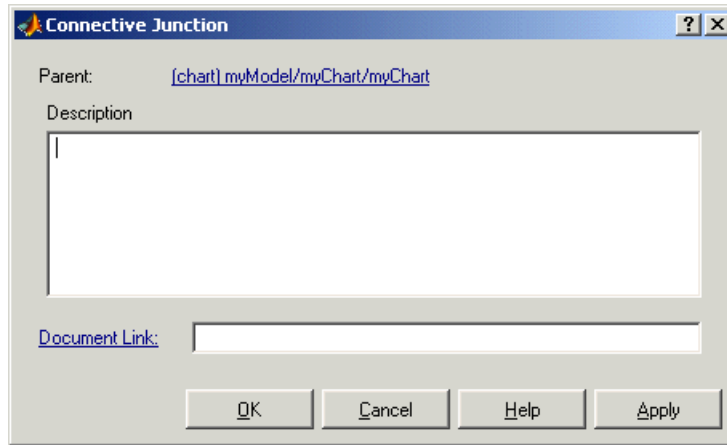 Connective Junction ? X
Parent: (chart) myModel/myChart/myChart
Description
Document Link:
OK Cancel Help Apply